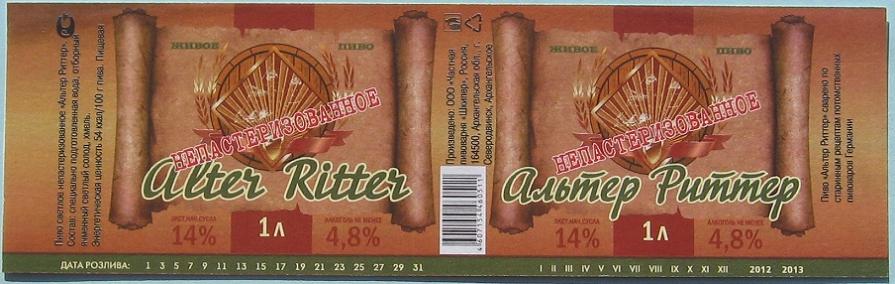 Пиво светлое непастеризованное «Альтер Риттер».
Состав: специально подготовленная вода, отборный
ячменный светлый солод, хмель.
Энергетическая ценность 54 ккал/100 г пива. Пищевая
ЖИВОЕ ПИВО
НЕПАСТЕРИЗОВАННОЕ
Alter Ritter
ЭКСТ.НАЧ.СУСЛА
14%
1 л
АЛКОГОЛЬ НЕ МЕНЕЕ
4,8%
Произведено ООО «Частная
пивоварня «Шкипер», Россия,
164500, Архангельская обл., г.
Северодвинск, Архангельское
ЖИВОЕ ПИВО
НЕПАСТЕРИЗОВАННОЕ
Альтер Риттер
ЭКСТ.НАЧ.СУСЛА
14%
1 л
АЛКОГОЛЬ НЕ МЕНЕЕ
4,8%
Пиво «Альтер Риттер» сварено по
старинным рецептам потомственных
пивоваров Германии
ДАТА РОЗЛИВА: 1 3 5 7 9 11 13 15 17 19 21 23 25 27 29 31
I II III IV V VI VII VIII IX X XI XII 2012 2013